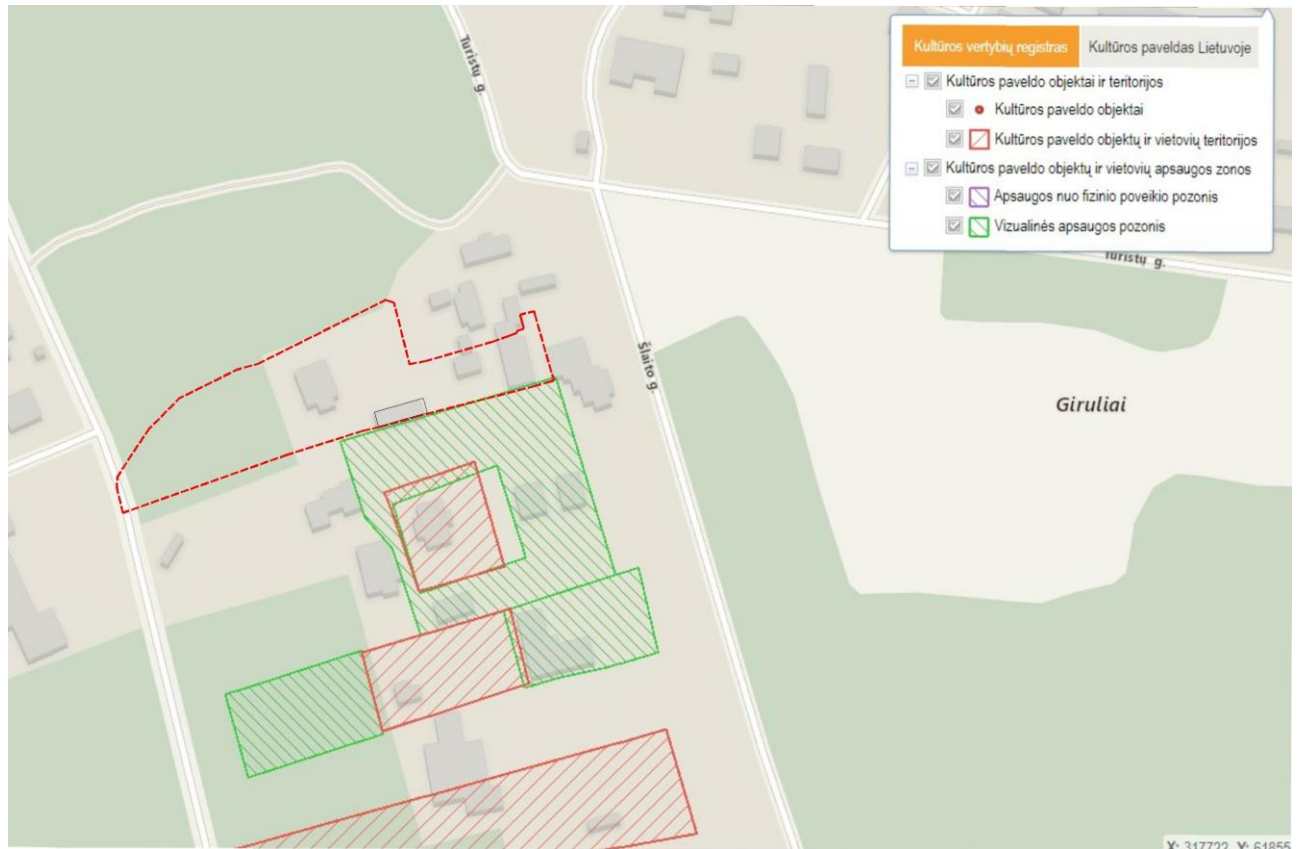 Turistų g.
Kultūros vertybių registras
Kultūros paveldas Lietuvoje
Kultūros paveldo objektai ir teritorijos
Kultūros paveldo objektai
Kultūros paveldo objektų ir vietovių teritorijos
Kultūros paveldo objektų ir vietovių apsaugos zonos
Apsaugos nuo fizinio poveikio pozonis
Vizualinės apsaugos pozonis
Turistų g.
Šlaito g.
Giruliai
X: 317722 Y: 61855